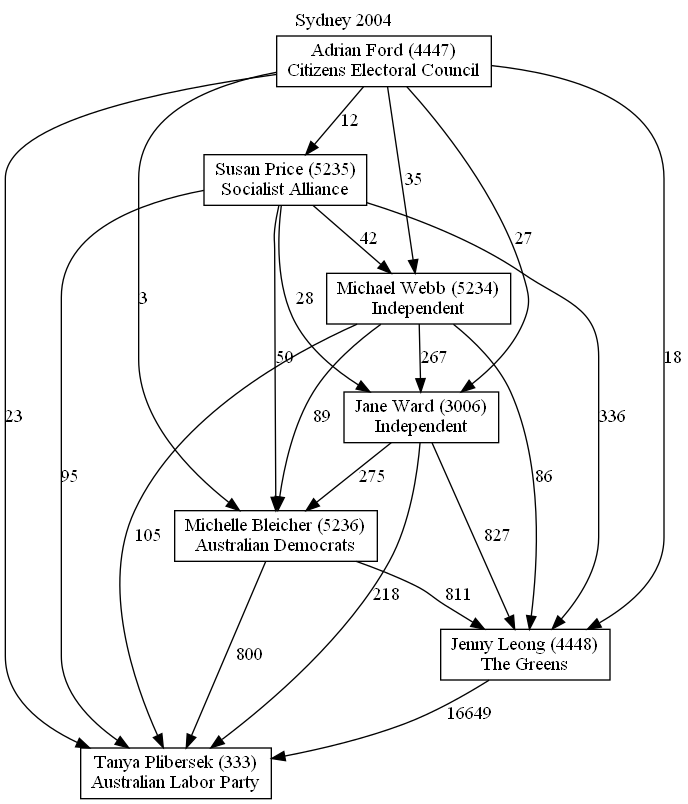 Sydney 2004
Adrian Ford (4447)
Citizens Electoral Council
12
Susan Price (5235)
Socialist Alliance
35
42
27
Michael Webb (5234)
Independent
3
28
50
267
18
Jane Ward (3006)
Independent
23
89
336
95
275
86
Michelle Bleicher (5236)
Australian Democrats
105
827
218
811
Jenny Leong (4448)
The Greens
800
16649
Tanya Plibersek (333)
Australian Labor Party